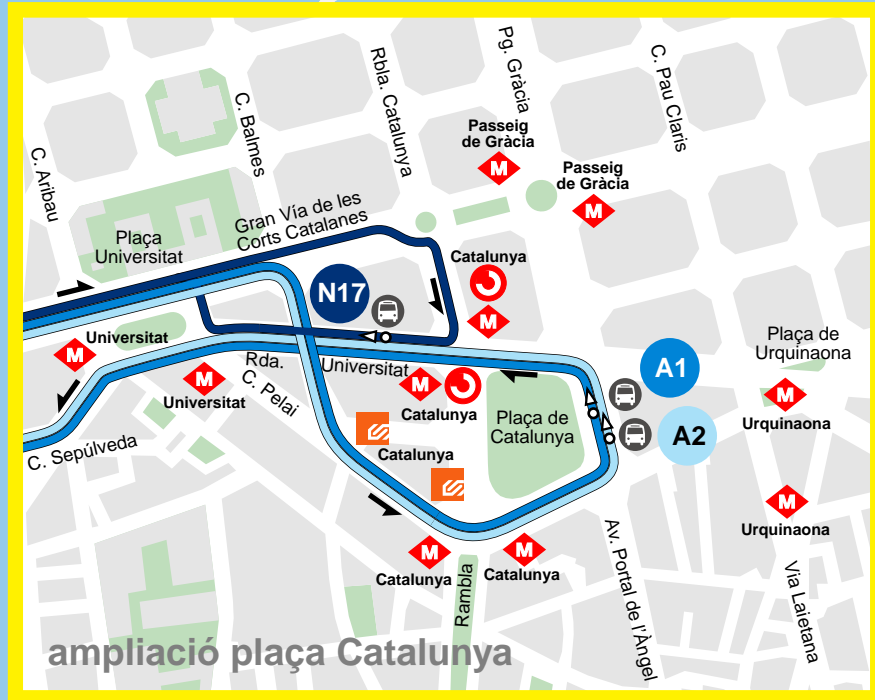 Pg. Gràcia
Rbla. Catalunya
C. Pau Claris
C. Balmes
C. Aribau
Passeig
de Gràcia
M
Passeig
de Gràcia
M
Gran Vía de les
Corts Catalanes
Plaça
Universitat
Catalunya
M
N17
Universitat
M
Plaça de
Urquinaona
A1
Rda.
Universitat
M
Universitat
C. Pelai
M
Catalunya
Plaça de
Catalunya
A2
M
Urquinaona
C. Sepúlveda
Catalunya
M
Urquinaona
M
Catalunya
M
Catalunya
Rambla
Av. Portal de l'Àngel
Via Laietana
ampliació plaça Catalunya